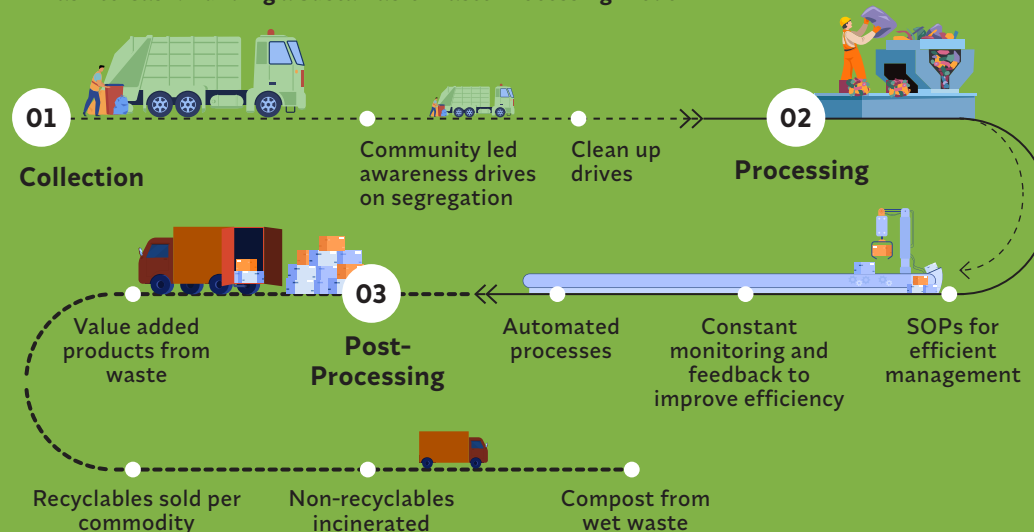 01
Collection
Community led
awareness drives
on segregation
Clean up
drives
02
Processing
SOPs for
efficient
management
Constant
monitoring and
feedback to
improve efficiency
Automated
processes
03
Post-
Processing
Value added
products from
waste
Recyclables sold per
commodity
Non-recyclables
incinerated
Compost from
wet waste